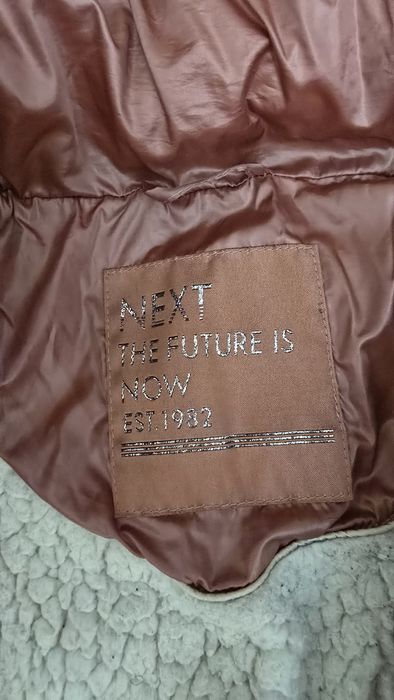 NEXT
THE FUTURE IS
NOW
EST.1982